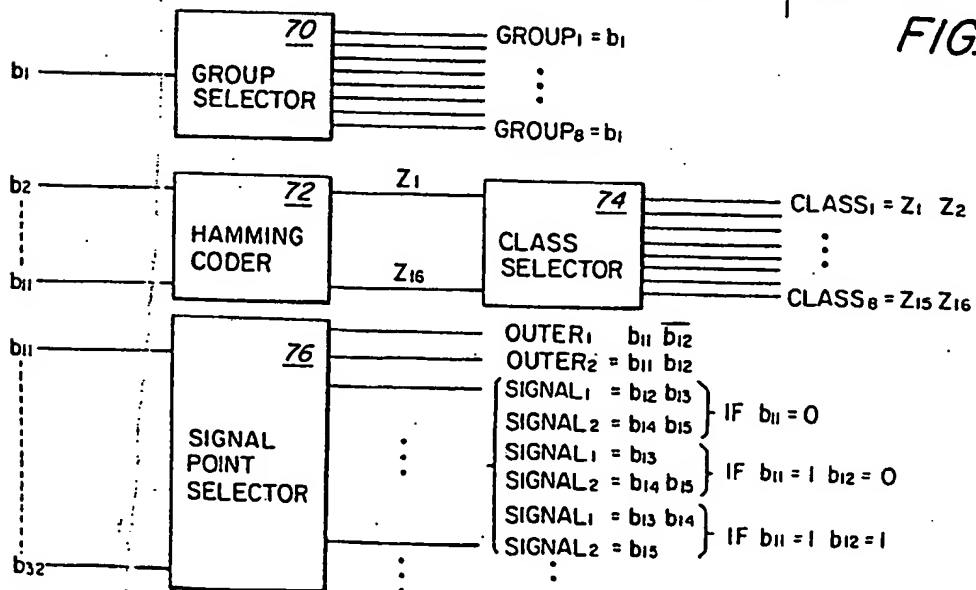 FIG.
70
GROUP SELECTOR
b₁
GROUP₁ = b₁
GROUP₈ = b₁
b₂
b₁₁
72
HAMMING CODER
Z₁
Z₁₆
74
CLASS SELECTOR
CLASS₁ = Z₁ Z₂
CLASS₈ = Z₁₅ Z₁₆
b₁₁
b₃₂
76
SIGNAL POINT SELECTOR
OUTER₁ b₁₁ b̅₁̅₂̅
OUTER₂ = b₁₁ b₁₂
SIGNAL₁ = b₁₂ b₁₃
SIGNAL₂ = b₁₄ b₁₅
IF b₁₁ = 0
SIGNAL₁ = b₁₃
SIGNAL₂ = b₁₄ b₁₅
IF b₁₁ = 1 b₁₂ = 0
SIGNAL₁ = b₁₃ b₁₄
SIGNAL₂ = b₁₅
IF b₁₁ = 1 b₁₂ = 1